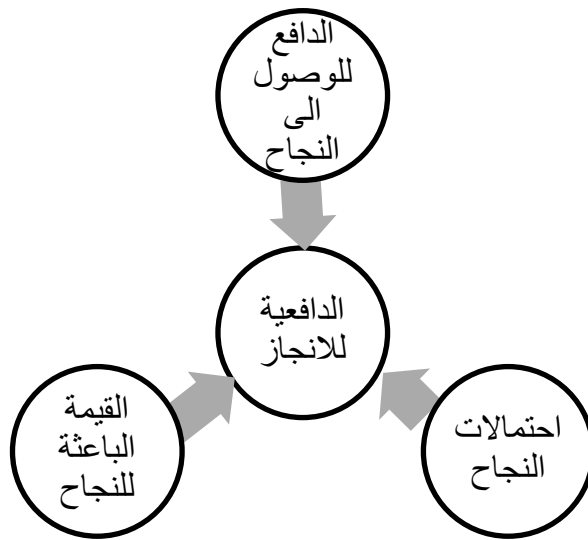 الدافع
للوصول
الى
النجاح
الدافعية
للانجاز
احتمالات
النجاح
القيمة
الباعثة
للنجاح